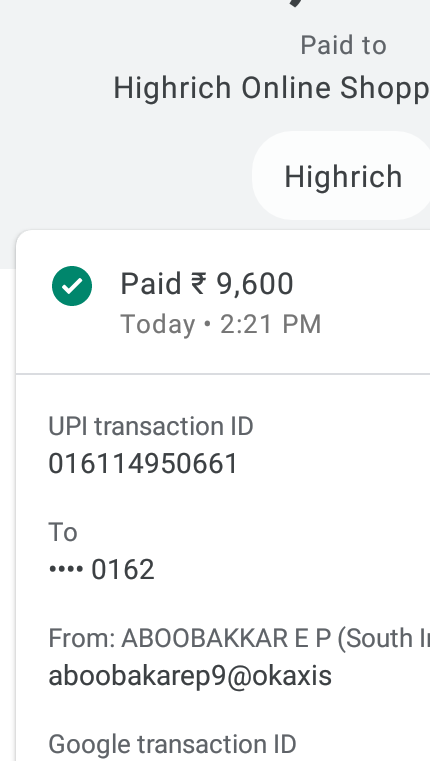 Paid to
Highrich Online Shopp
Highrich
Paid ₹ 9,600
Today • 2:21 PM
UPI transaction ID
016114950661
To
•••• 0162
From: ABOOBAKKAR E P (South In
aboobakarep9@okaxis
Google transaction ID